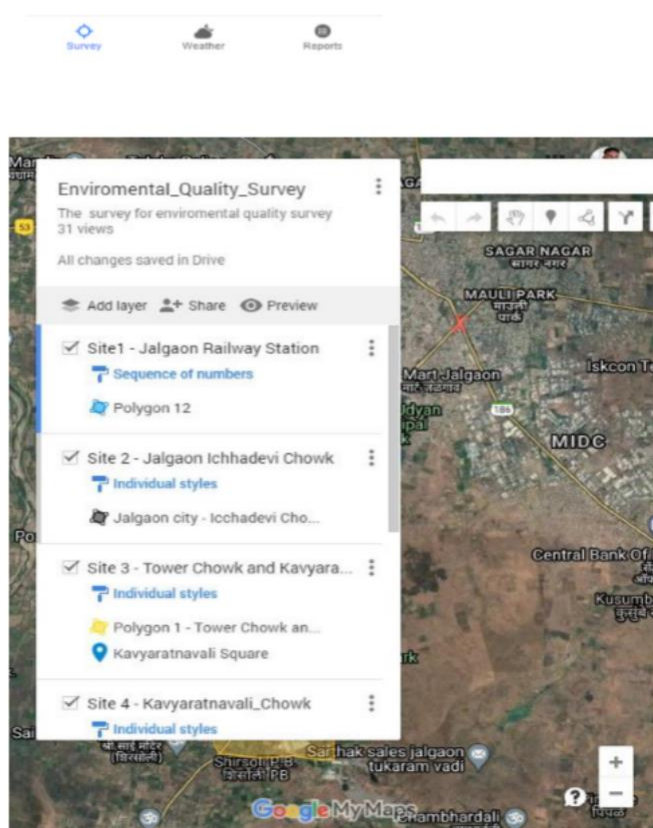 Survey
Weather
Reports
Enviromental_Quality_Survey
The survey for enviromental quality survey
31 views
All changes saved in Drive
Add layer
Share
Preview
Site1 - Jalgaon Railway Station
Sequence of numbers
Polygon 12
Site 2 - Jalgaon Ichhadevi Chowk
Individual styles
Jalgaon city - Icchadevi Cho...
Site 3 - Tower Chowk and Kavyara...
Individual styles
Polygon 1 - Tower Chowk an...
Kavyaratnavali Square
Site 4 - Kavyaratnavali_Chowk
Individual styles
53
SAGAR NAGAR
सागर नगर
MAULI PARK
माउली
पार्क
Mart Jalgaon
मार्ट जळगाव
Iskcon Te
186
MIDC
Central Bank Of
Kusumb
Shirsoli P.B
शिरसोली PB
श्री साई मंदिर
(शिरसोली)
Sarthak sales jalgaon
tukaram vadi
Google My Maps
Chambhardali
+
−
?